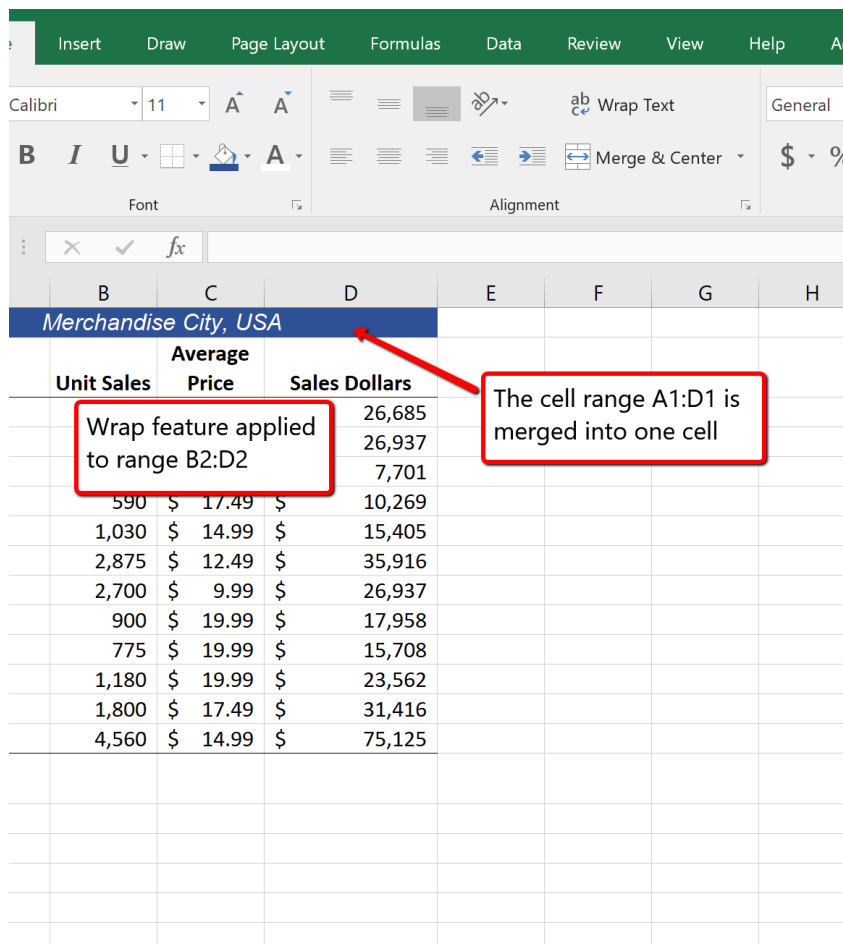 Insert Draw Page Layout Formulas Data Review View Help
Calibri 11 A A ab Wrap Text General
B I U A Merge & Center $ %
Font Alignment
fx
B C D E F G H
Merchandise City, USA
Average
Unit Sales Price Sales Dollars
26,685
26,937
7,701
The cell range A1:D1 is
merged into one cell
Wrap feature applied
to range B2:D2
590 $ 17.49 $ 10,269
1,030 $ 14.99 $ 15,405
2,875 $ 12.49 $ 35,916
2,700 $ 9.99 $ 26,937
900 $ 19.99 $ 17,958
775 $ 19.99 $ 15,708
1,180 $ 19.99 $ 23,562
1,800 $ 17.49 $ 31,416
4,560 $ 14.99 $ 75,125